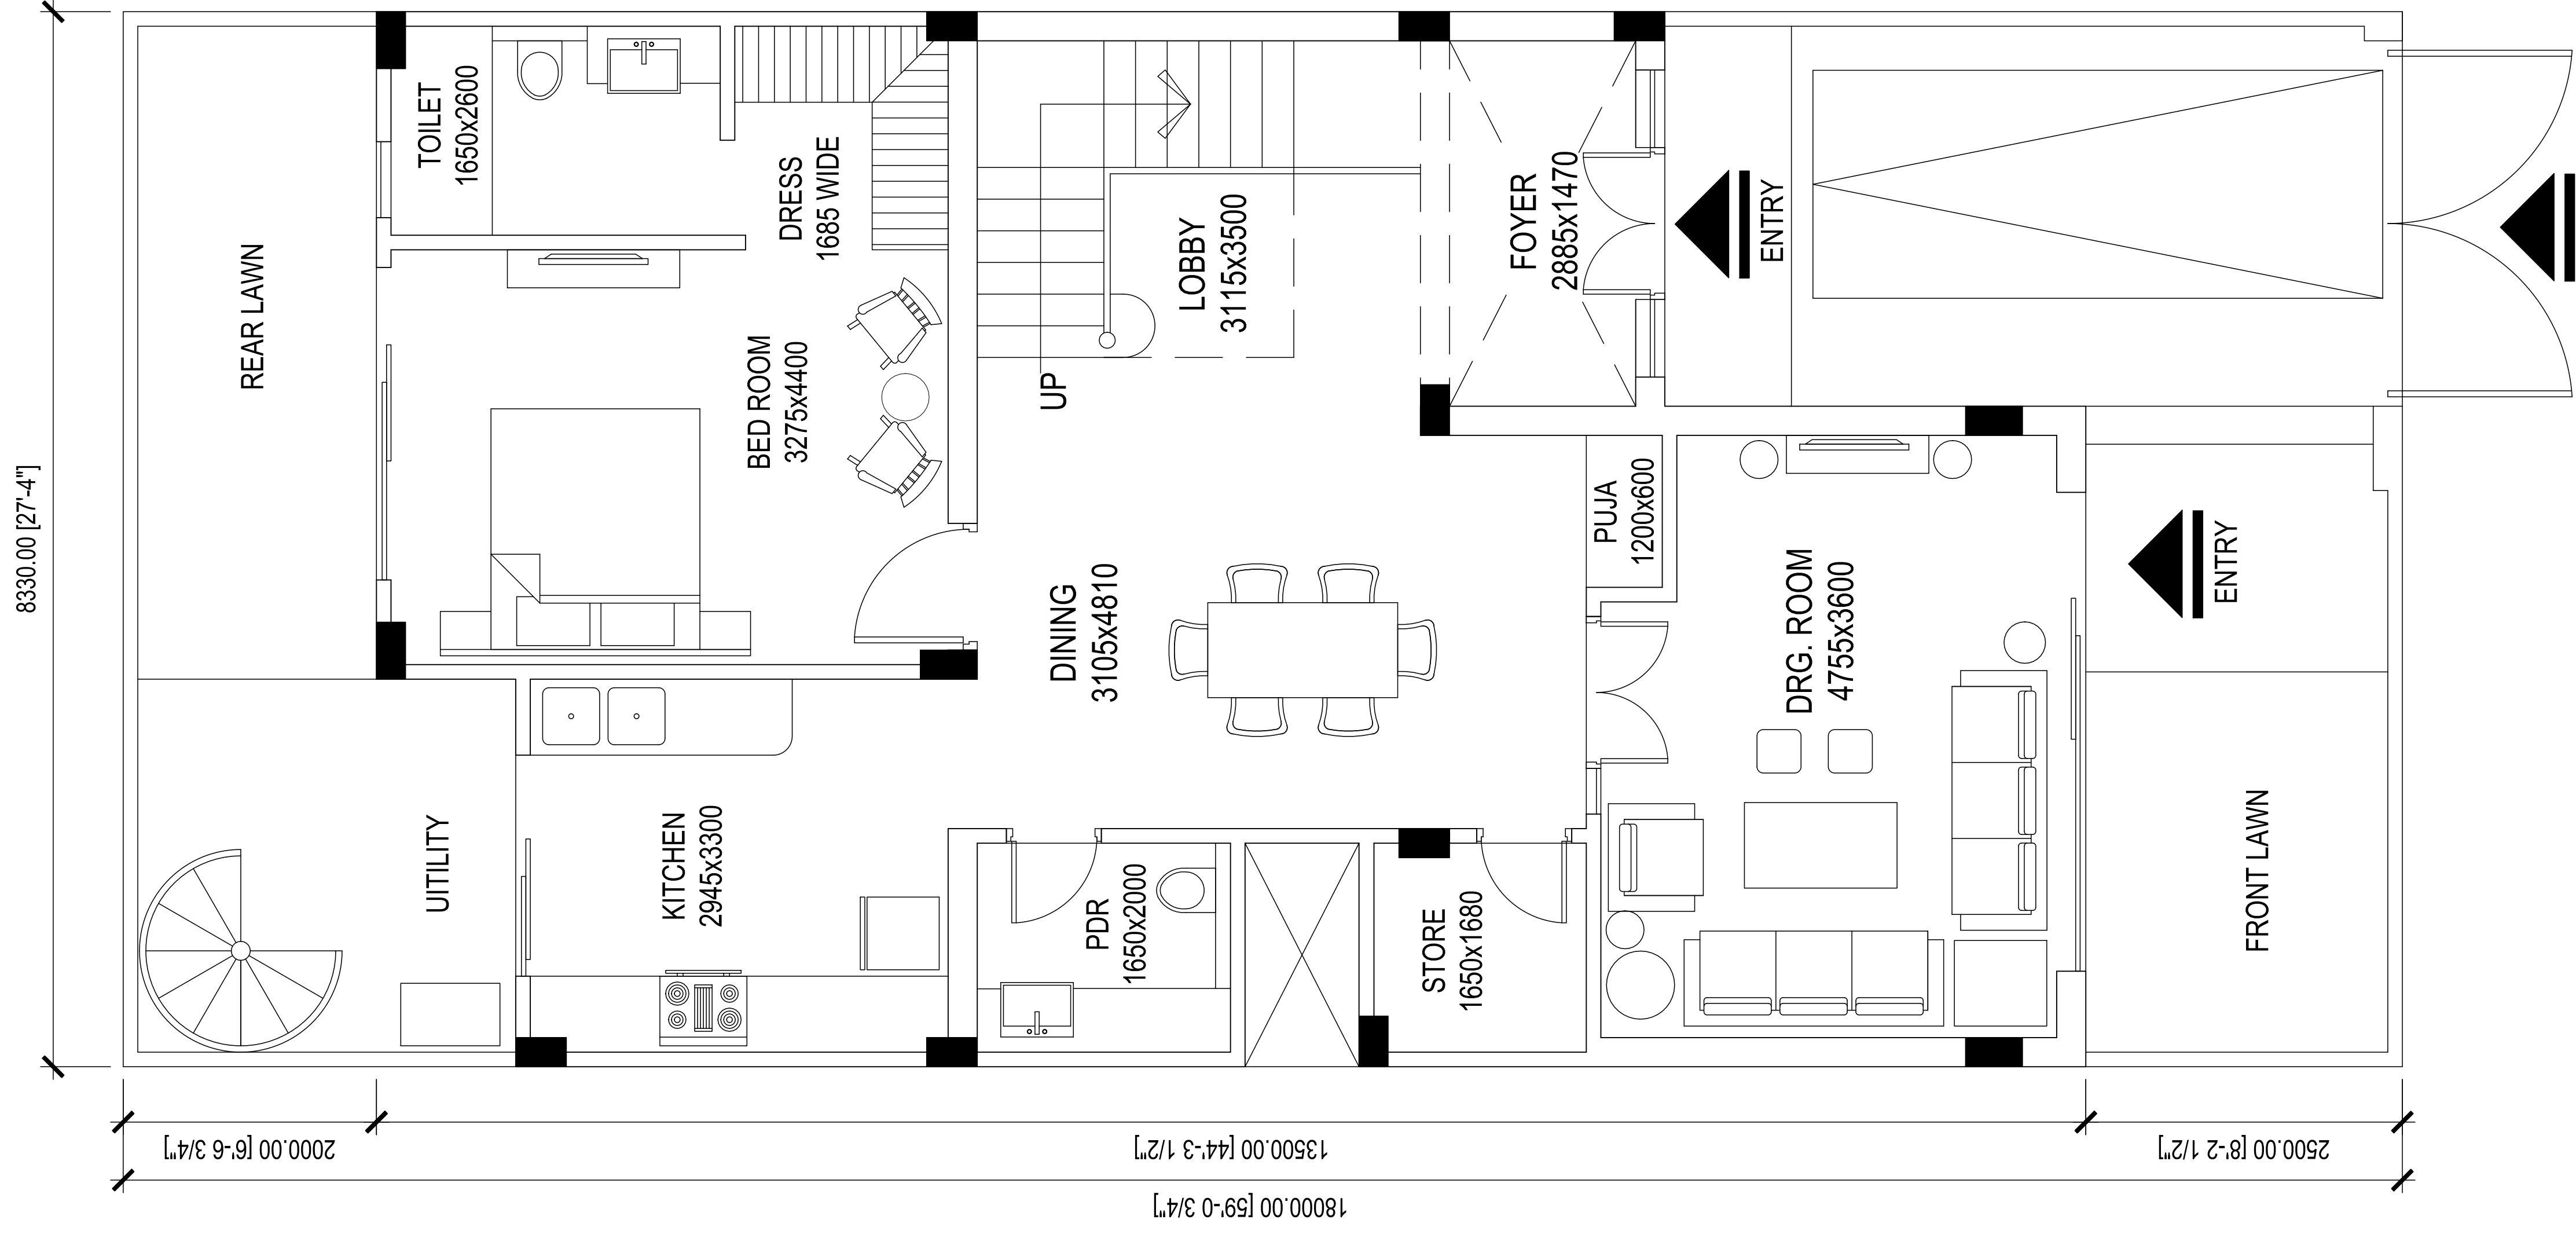 8330.00 [27'-4"]
REAR LAWN
TOILET
1650x2600
DRESS
1685 WIDE
BED ROOM
3275x4400
UP
LOBBY
3115x3500
FOYER
2885x1470
ENTRY
DINING
3105x4810
PUJA
1200x600
DRG. ROOM
4755x3600
ENTRY
UITILITY
KITCHEN
2945x3300
PDR
1650x2000
STORE
1650x1680
FRONT LAWN
2000.00 [6'-6 3/4"]
13500.00 [44'-3 1/2"]
2500.00 [8'-2 1/2"]
18000.00 [59'-0 3/4"]